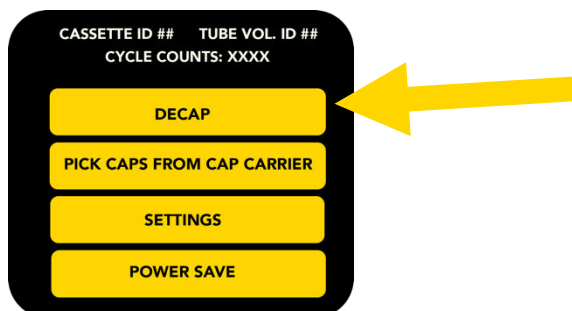 CASSETTE ID ## TUBE VOL. ID ##
CYCLE COUNTS: XXXX
DECAP
PICK CAPS FROM CAP CARRIER
SETTINGS
POWER SAVE